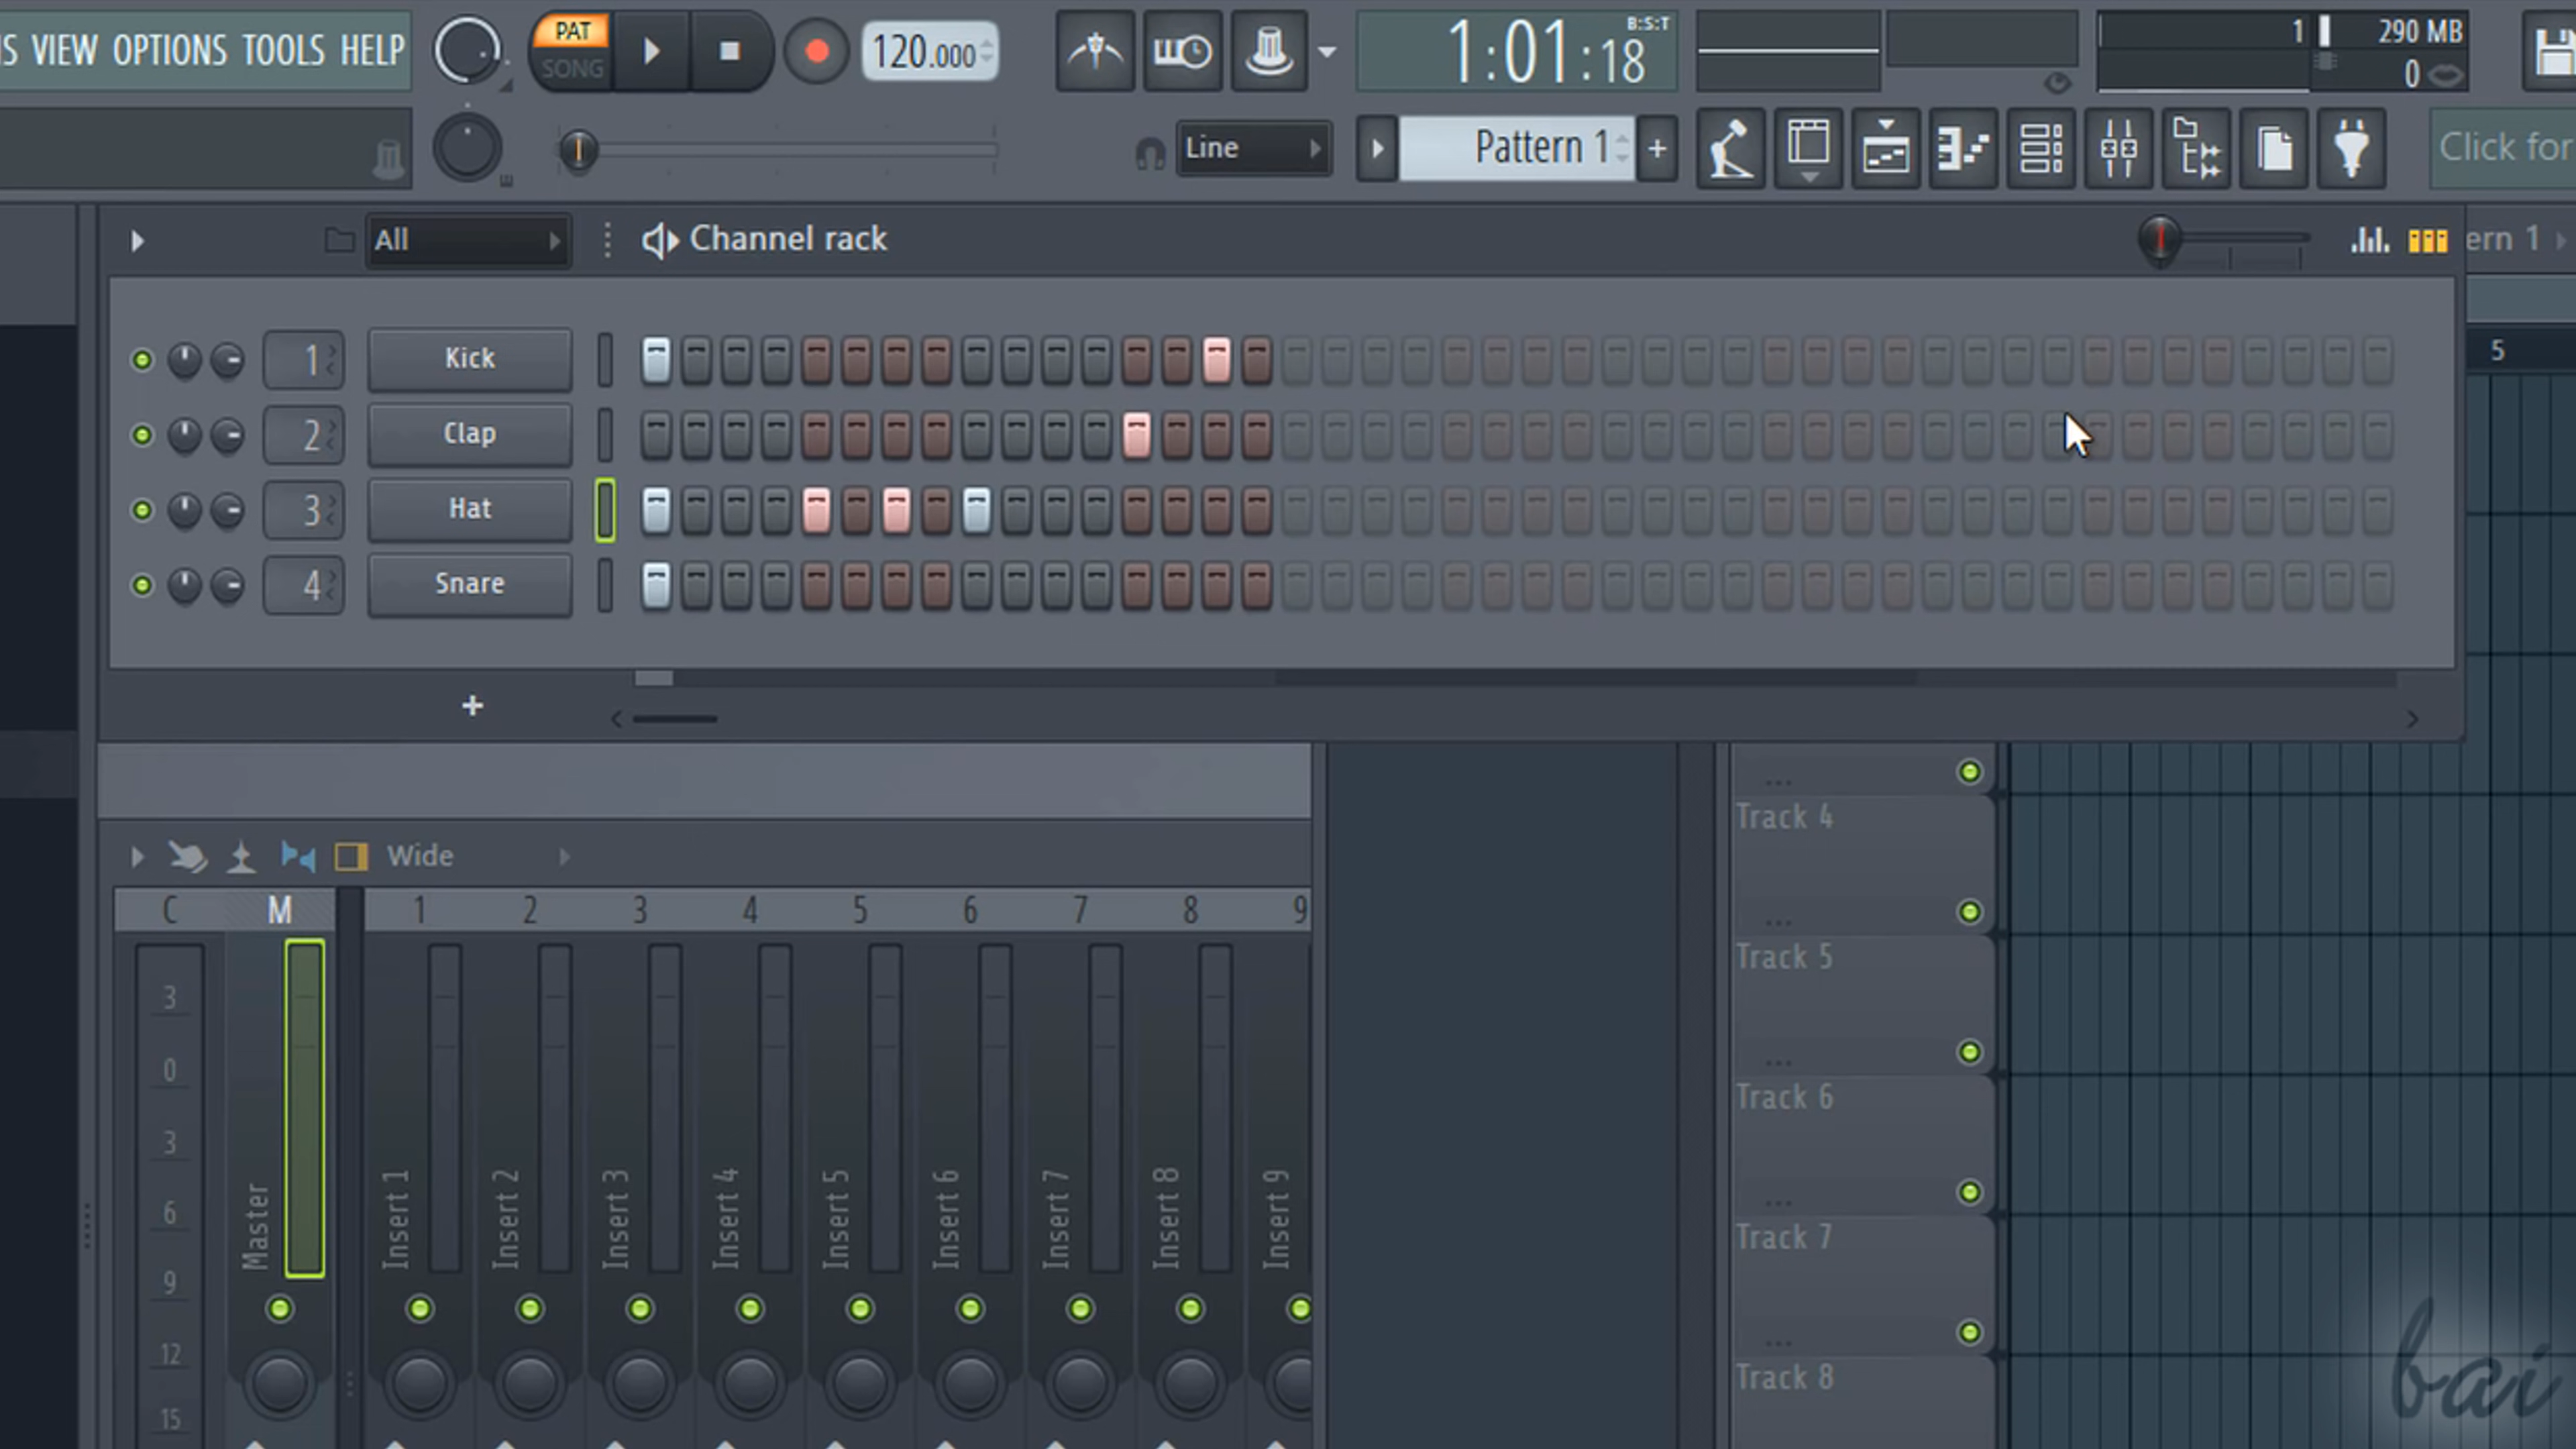 NS VIEW OPTIONS TOOLS HELP
PAT
SONG
120.000
1:01:18
B:S:T
1
290 MB
0
Line
Pattern 1
+
Click for
All
Channel rack
ern 1
5
1 Kick
2 Clap
3 Hat
4 Snare
+
Wide
C M 1 2 3 4 5 6 7 8 9
3
0
3
6
9
12
15
Master
Insert 1
Insert 2
Insert 3
Insert 4
Insert 5
Insert 6
Insert 7
Insert 8
Insert 9
...
Track 4
...
Track 5
...
Track 6
...
Track 7
...
Track 8
bai